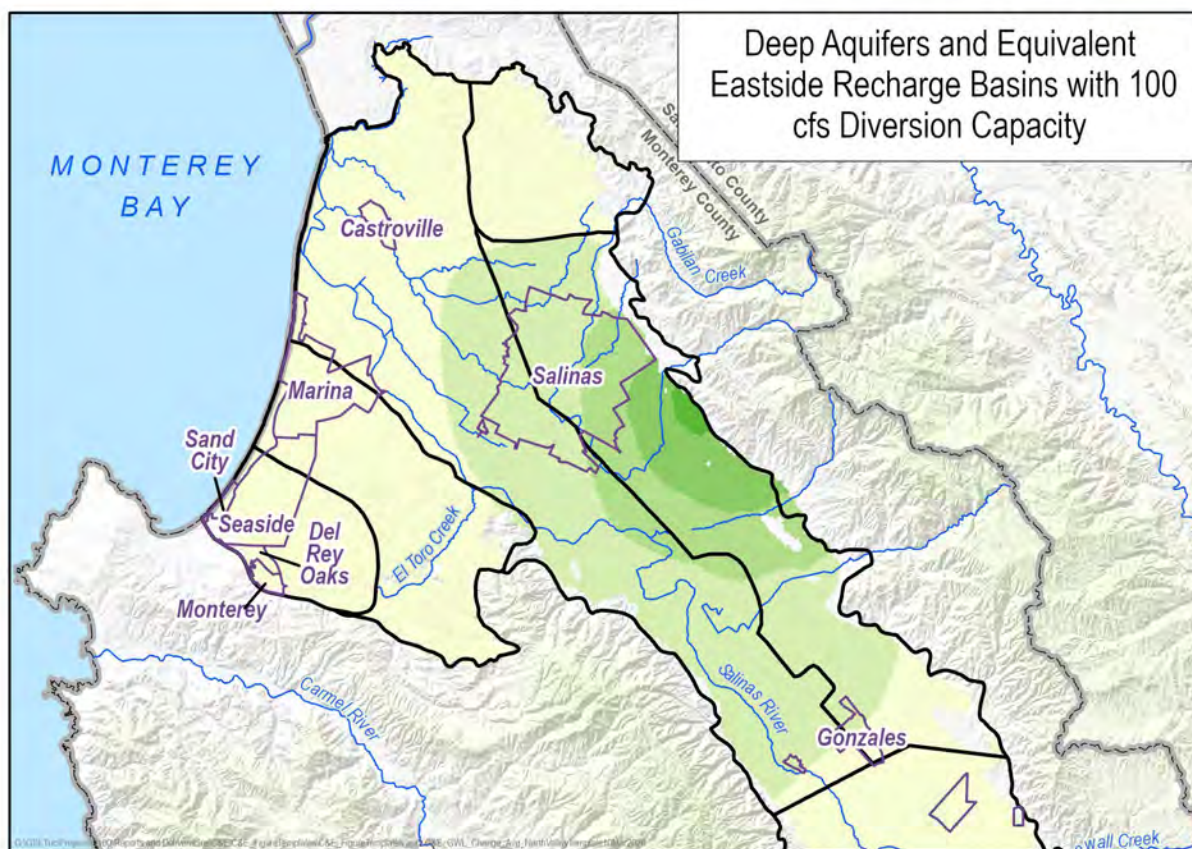 Deep Aquifers and Equivalent
Eastside Recharge Basins with 100
cfs Diversion Capacity
Monterey County
MONTEREY
BAY
Castroville
Gabilan Creek
Salinas
Marina
Sand
City
Seaside
Del
Rey
Oaks
El Toro Creek
Monterey
Carmel River
Salinas River
Gonzales
Creek